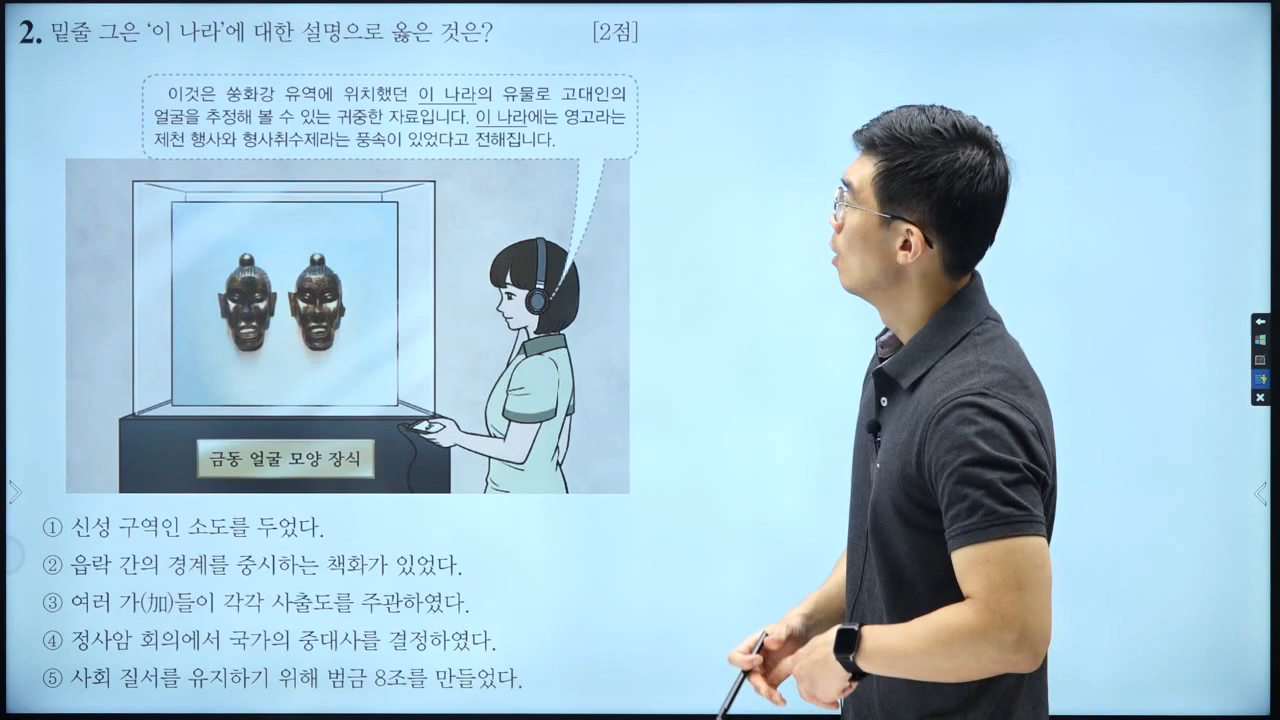 2. 밑줄 그은 ‘이 나라’에 대한 설명으로 옳은 것은? [2점]
이것은 쑹화강 유역에 위치했던 이 나라의 유물로 고대인의
얼굴을 추정해 볼 수 있는 귀중한 자료입니다. 이 나라에는 영고라는
제천 행사와 형사취수제라는 풍속이 있었다고 전해집니다.
금동 얼굴 모양 장식
① 신성 구역인 소도를 두었다.
② 읍락 간의 경계를 중시하는 책화가 있었다.
③ 여러 가(加)들이 각각 사출도를 주관하였다.
④ 정사암 회의에서 국가의 중대사를 결정하였다.
⑤ 사회 질서를 유지하기 위해 범금 8조를 만들었다.